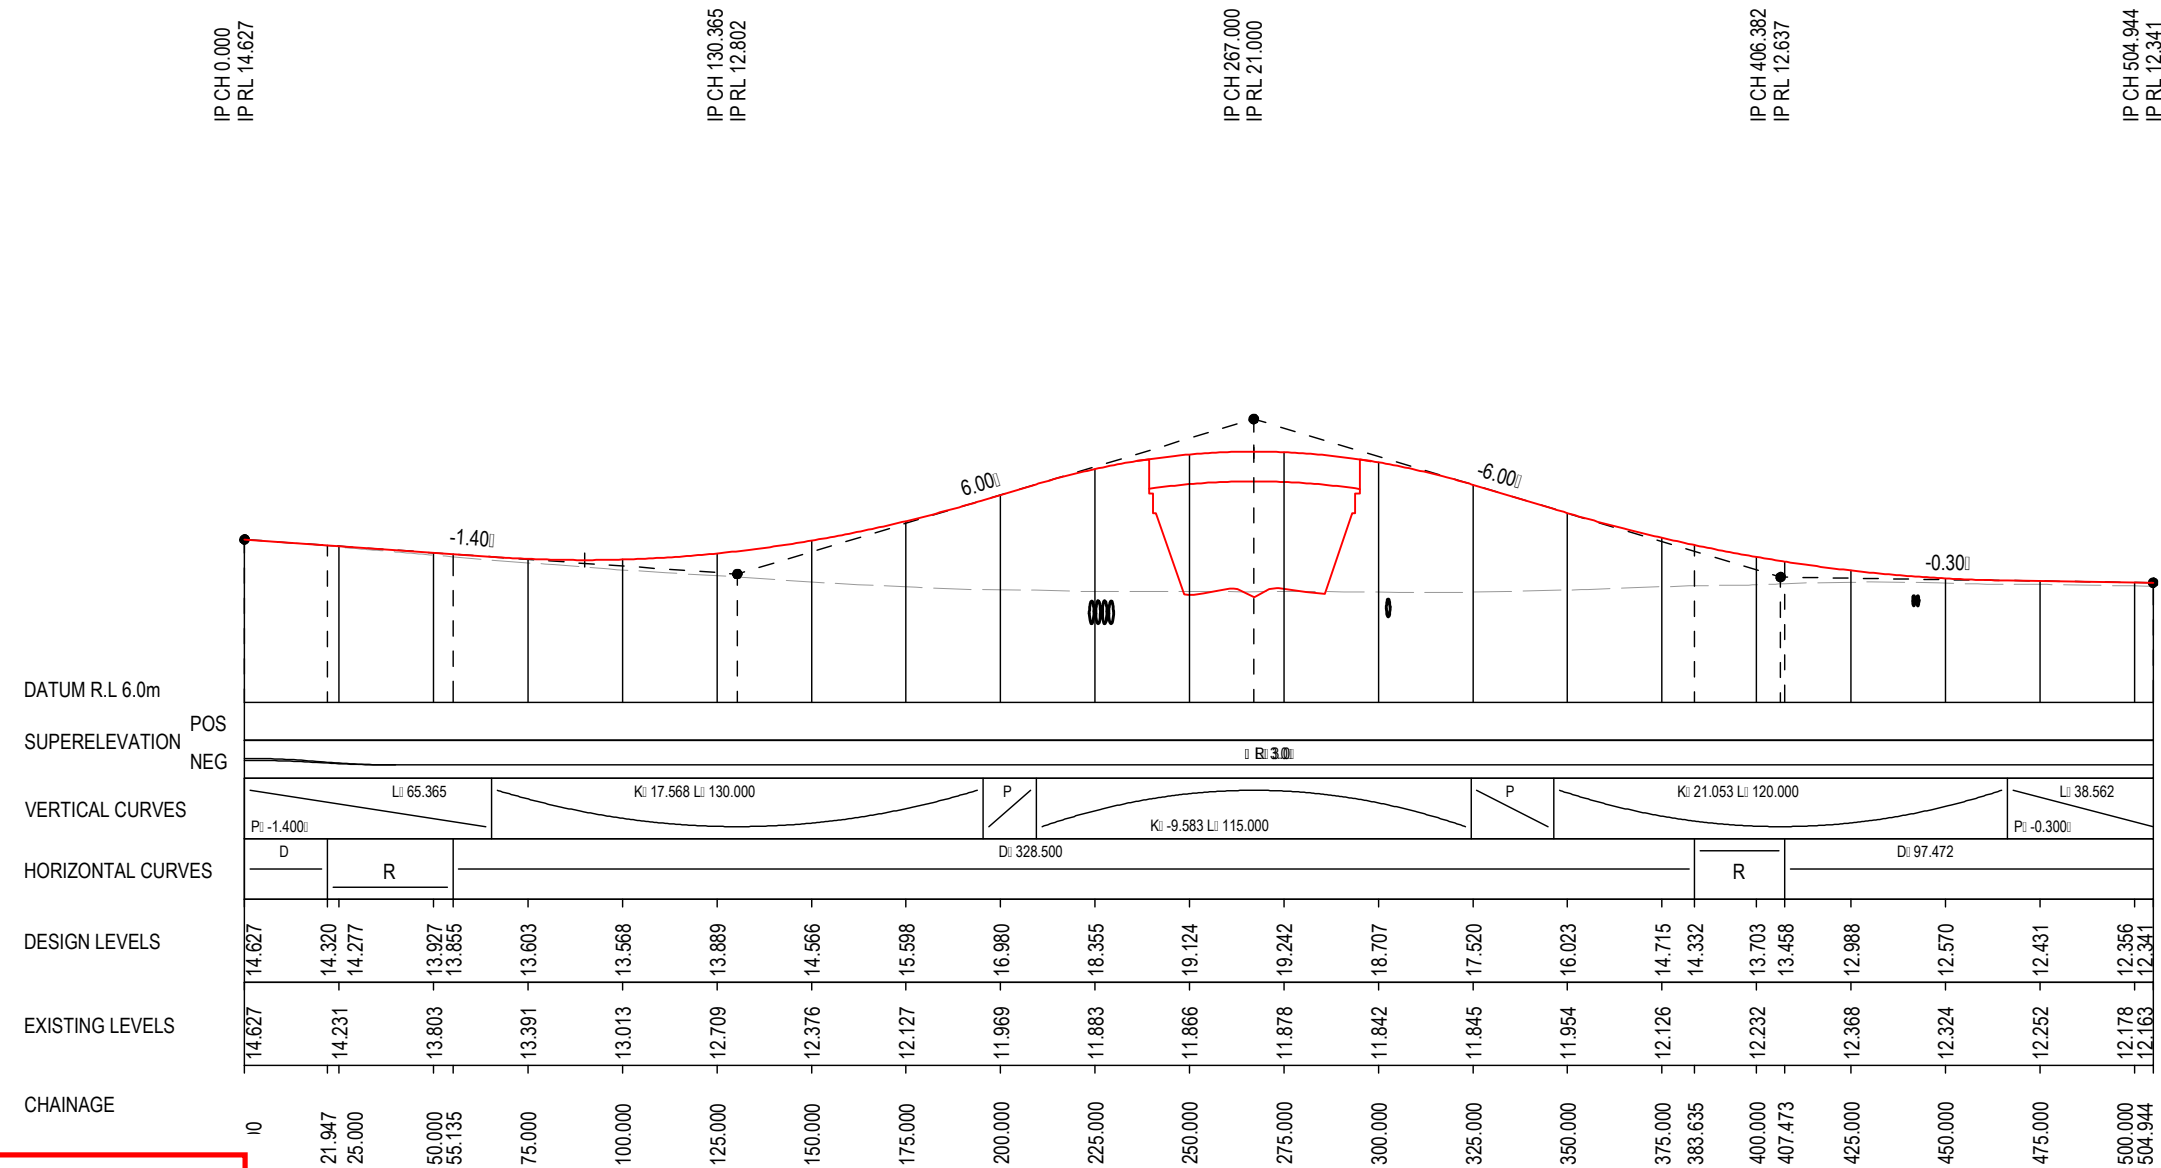 IP CH 0.000
IP RL 14.627
IP CH 130.365
IP RL 12.802
IP CH 267.000
IP RL 21.000
IP CH 406.382
IP RL 12.637
IP CH 504.944
IP RL 12.341
-1.40
6.00
-6.00
-0.30
DATUM R.L 6.0m
SUPERELEVATION
POS
NEG
VERTICAL CURVES
L 65.365
P -1.400
K 17.568 L 130.000
P
K -9.583 L 115.000
P
K 21.053 L 120.000
L 38.562
P -0.300
HORIZONTAL CURVES
D
R
D 328.500
R
D 97.472
DESIGN LEVELS
14.627 14.320 14.277 13.927 13.855 13.603 13.568 13.889 14.566 15.598 16.980 18.355 19.124 19.242 18.707 17.520 16.023 14.715 14.332 13.703 13.458 12.988 12.570 12.431 12.356 12.341
EXISTING LEVELS
14.627 14.231 13.803 13.391 13.013 12.709 12.376 12.127 11.969 11.883 11.866 11.878 11.842 11.845 11.954 12.126 12.232 12.368 12.324 12.252 12.178 12.163
CHAINAGE
21.947 25.000 50.000 55.135 75.000 100.000 125.000 150.000 175.000 200.000 225.000 250.000 275.000 300.000 325.000 350.000 375.000 383.635 400.000 407.473 425.000 450.000 475.000 500.000 504.944